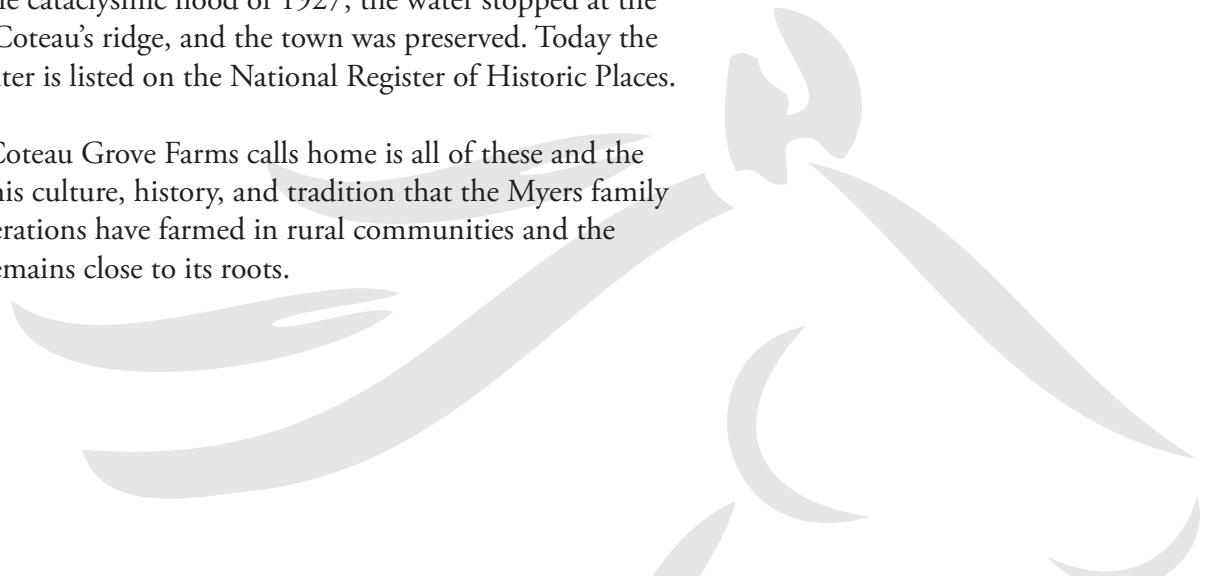 e cataclysmic flood of 1927, the water stopped at the
Coteau's ridge, and the town was preserved. Today the
ter is listed on the National Register of Historic Places.
Coteau Grove Farms calls home is all of these and the
his culture, history, and tradition that the Myers family
erations have farmed in rural communities and the
emains close to its roots.